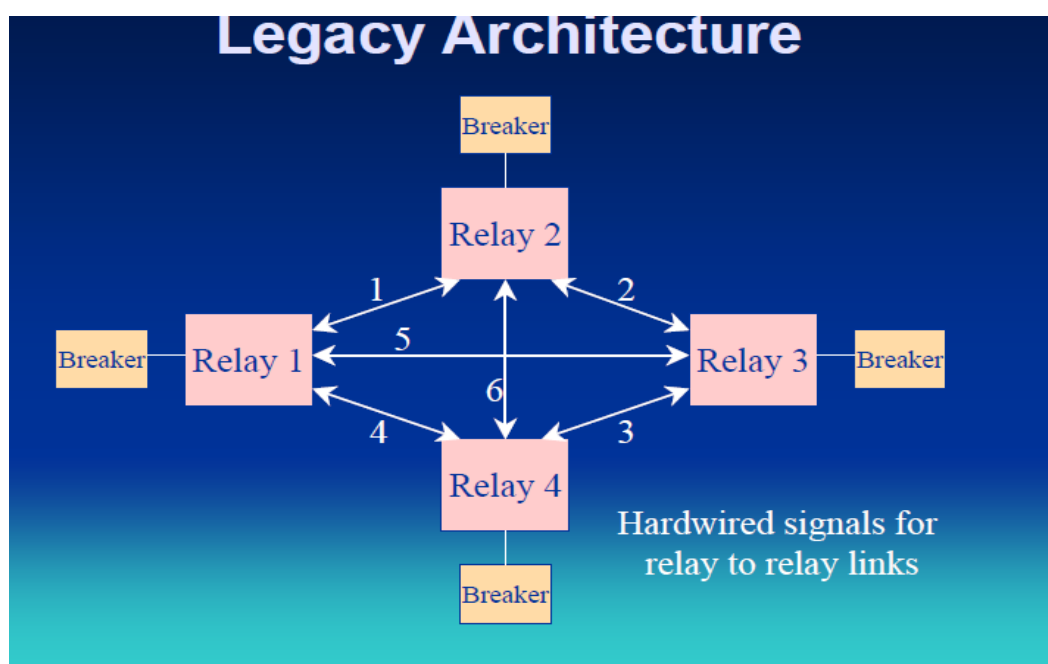 Legacy Architecture
Breaker
Relay 2
1
2
Breaker
Relay 1
5
Relay 3
Breaker
6
4
3
Relay 4
Hardwired signals for
relay to relay links
Breaker